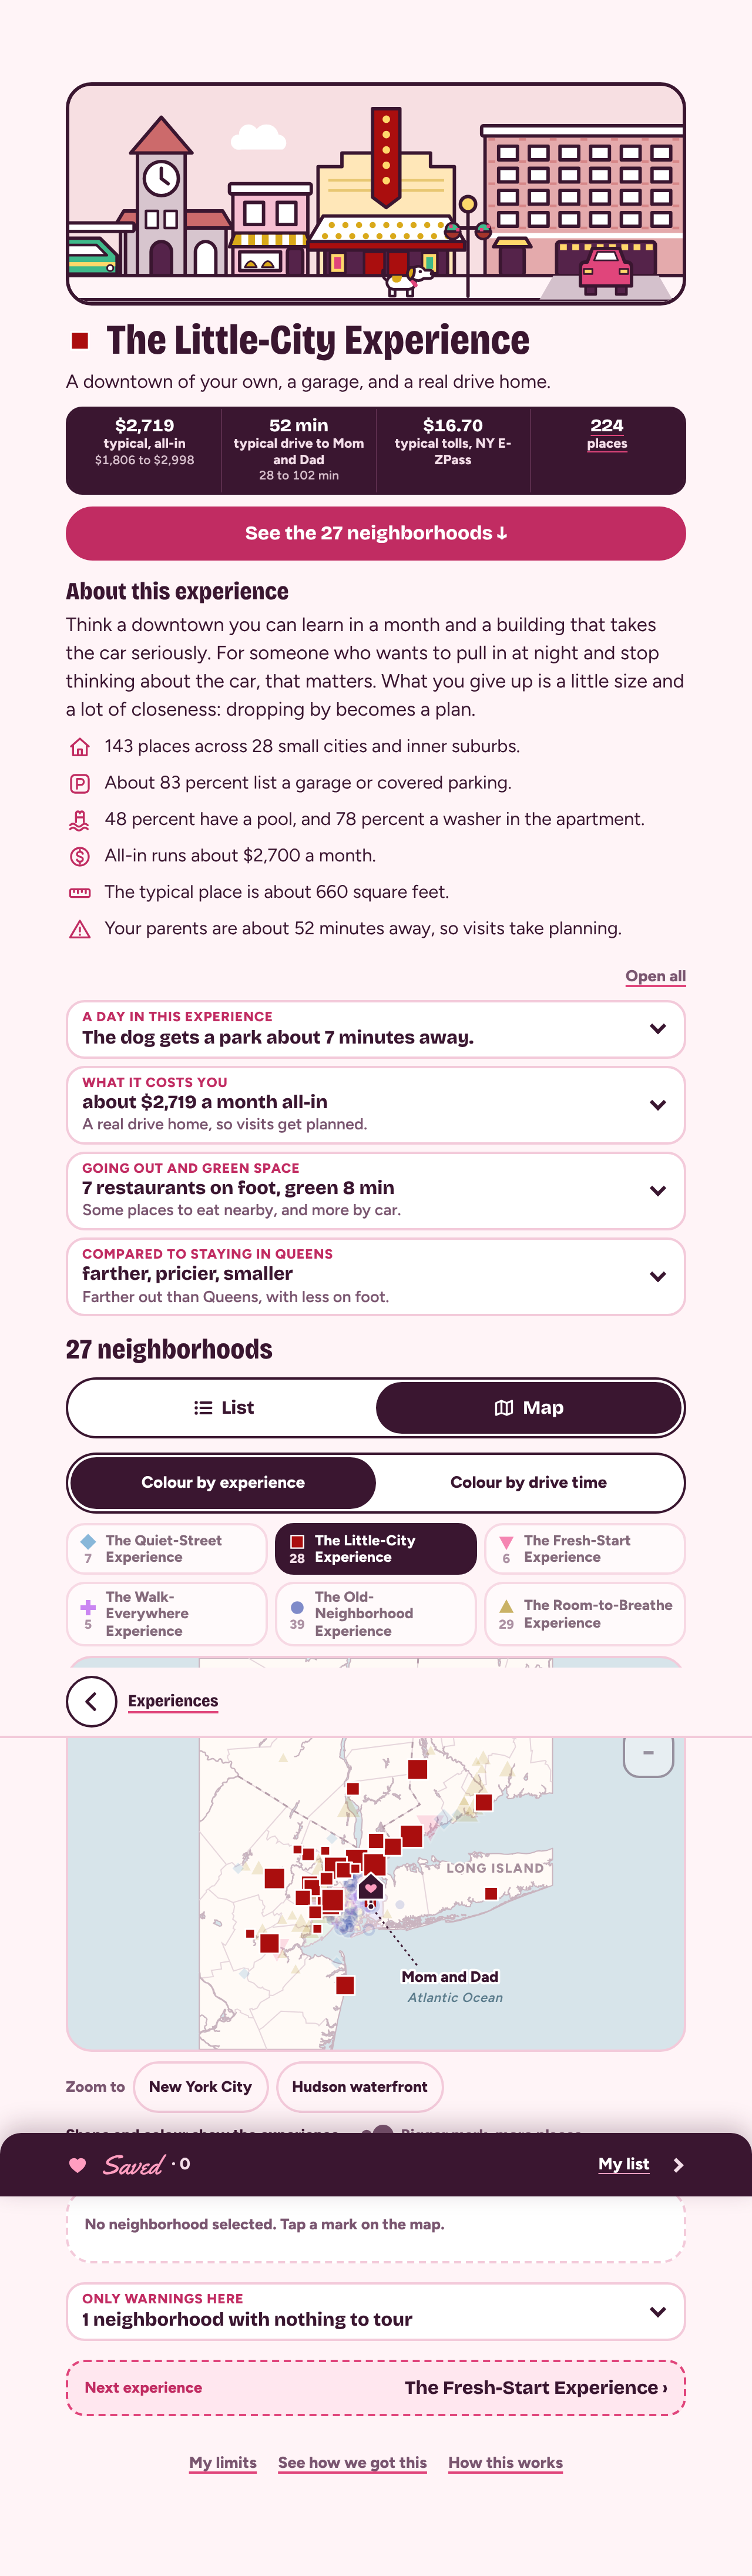 The Little-City Experience
A downtown of your own, a garage, and a real drive home.
$2,719
typical, all-in
$1,806 to $2,998
52 min
typical drive to Mom
and Dad
28 to 102 min
$16.70
typical tolls, NY E-
ZPass
224
places
See the 27 neighborhoods ↓
About this experience
Think a downtown you can learn in a month and a building that takes
the car seriously. For someone who wants to pull in at night and stop
thinking about the car, that matters. What you give up is a little size and
a lot of closeness: dropping by becomes a plan.
143 places across 28 small cities and inner suburbs.
About 83 percent list a garage or covered parking.
48 percent have a pool, and 78 percent a washer in the apartment.
All-in runs about $2,700 a month.
The typical place is about 660 square feet.
Your parents are about 52 minutes away, so visits take planning.
Open all
A DAY IN THIS EXPERIENCE
The dog gets a park about 7 minutes away.
WHAT IT COSTS YOU
about $2,719 a month all-in
A real drive home, so visits get planned.
GOING OUT AND GREEN SPACE
7 restaurants on foot, green 8 min
Some places to eat nearby, and more by car.
COMPARED TO STAYING IN QUEENS
farther, pricier, smaller
Farther out than Queens, with less on foot.
27 neighborhoods
List
Map
Colour by experience
Colour by drive time
The Quiet-Street
Experience
7
The Little-City
Experience
28
The Fresh-Start
Experience
6
The Walk-
Everywhere
Experience
5
The Old-
Neighborhood
Experience
39
The Room-to-Breathe
Experience
29
Experiences
LONG ISLAND
Mom and Dad
Atlantic Ocean
Zoom to
New York City
Hudson waterfront
Saved · 0
My list
No neighborhood selected. Tap a mark on the map.
ONLY WARNINGS HERE
1 neighborhood with nothing to tour
Next experience
The Fresh-Start Experience ›
My limits
See how we got this
How this works